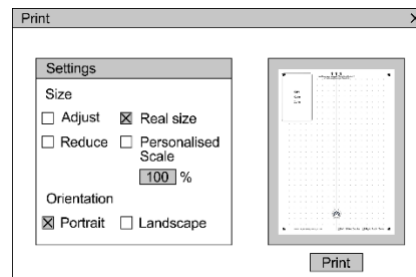 Print
Settings
Size
Adjust Real size
Reduce Personalised
Scale
100 %
Orientation
Portrait Landscape
Print